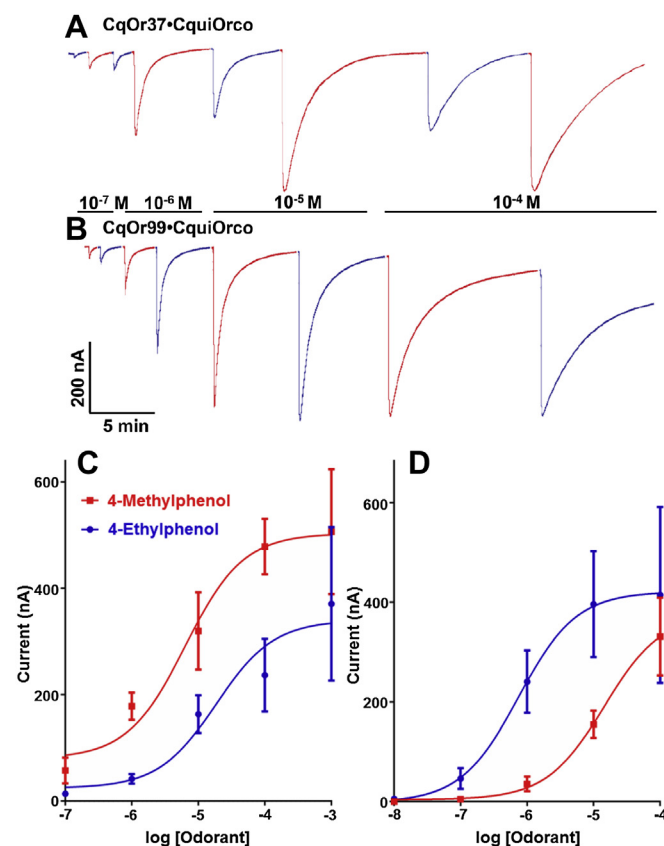 A CqOr37•CquiOrco
10-7 M 10-6 M 10-5 M 10-4 M
B CqOr99•CquiOrco
200 nA
5 min
C D
600 600
4-Methylphenol
4-Ethylphenol
Current (nA) Current (nA)
400 400
200 200
0 0
-7 -6 -5 -4 -3 -8 -7 -6 -5 -4
log [Odorant] log [Odorant]